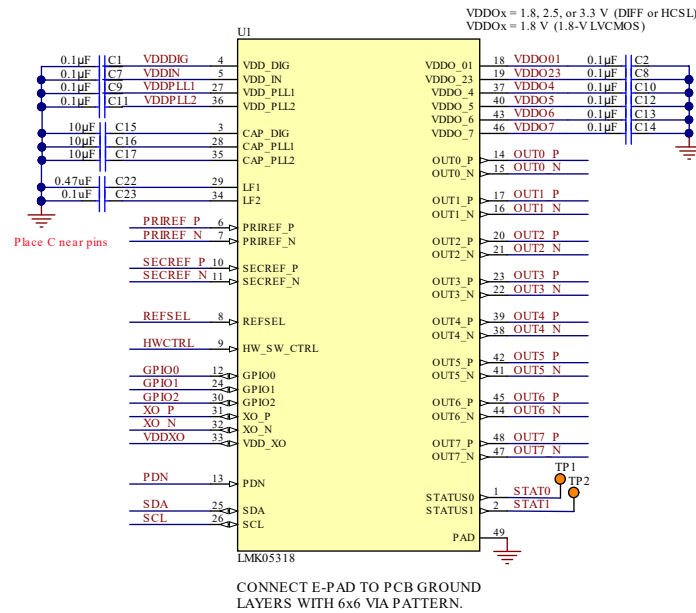 VDDOx = 1.8, 2.5, or 3.3 V (DIFF or HCSL)
VDDOx = 1.8 V (1.8-V LVCMOS)
U1
0.1µF C1 VDDDIG 4 VDD_DIG VDDO_01 18 VDDO01 0.1µF C2
0.1µF C7 VDDIN 5 VDD_IN VDDO_23 19 VDDO23 0.1µF C8
0.1µF C9 VDDPLL1 27 VDD_PLL1 VDDO_4 37 VDDO4 0.1µF C10
0.1µF C11 VDDPLL2 36 VDD_PLL2 VDDO_5 40 VDDO5 0.1µF C12
VDDO_6 43 VDDO6 0.1µF C13
10µF C15 3 CAP_DIG VDDO_7 46 VDDO7 0.1µF C14
10µF C16 28 CAP_PLL1
10µF C17 35 CAP_PLL2 OUT0_P 14 OUT0_P
OUT0_N 15 OUT0_N
0.47uF C22 29 LF1
0.1uF C23 34 LF2 OUT1_P 17 OUT1_P
OUT1_N 16 OUT1_N
Place C near pins
PRIREF_P 6 PRIREF_P
PRIREF_N 7 PRIREF_N OUT2_P 20 OUT2_P
OUT2_N 21 OUT2_N
SECREF_P 10 SECREF_P
SECREF_N 11 SECREF_N OUT3_P 23 OUT3_P
OUT3_N 22 OUT3_N
REFSEL 8 REFSEL OUT4_P 39 OUT4_P
OUT4_N 38 OUT4_N
HWCTRL 9 HW_SW_CTRL
OUT5_P 42 OUT5_P
GPIO0 12 GPIO0 OUT5_N 41 OUT5_N
GPIO1 24 GPIO1
GPIO2 30 GPIO2 OUT6_P 45 OUT6_P
XO_P 31 XO_P OUT6_N 44 OUT6_N
XO_N 32 XO_N
VDDXO 33 VDD_XO OUT7_P 48 OUT7_P
OUT7_N 47 OUT7_N
TP1
PDN 13 PDN TP2
STATUS0 1 STAT0
SDA 25 SDA STATUS1 2 STAT1
SCL 26 SCL
PAD 49
LMK05318
CONNECT E-PAD TO PCB GROUND
LAYERS WITH 6x6 VIA PATTERN.